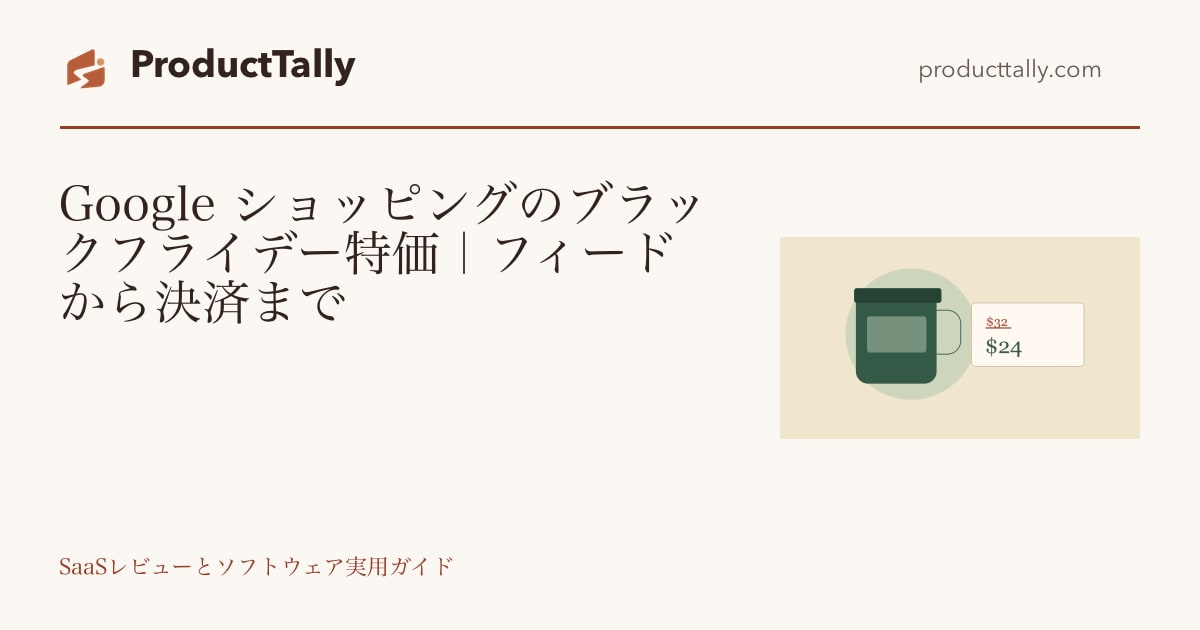 ProductTally
producttally.com
Google ショッピングのブラッ
クフライデー特価｜フィード
から決済まで
$32
$24
SaaSレビューとソフトウェア実用ガイド